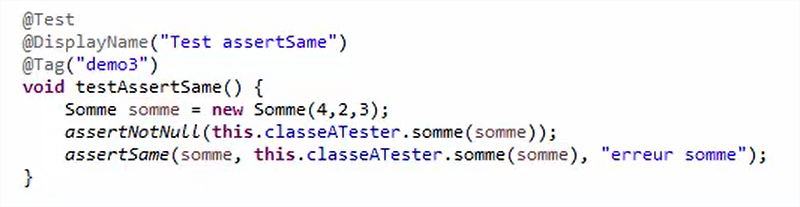 @Test
@DisplayName("Test assertSame")
@Tag("demo3")
void testAssertSame() {
    Somme somme = new Somme(4,2,3);
    assertNotNull(this.classeATester.somme(somme));
    assertSame(somme, this.classeATester.somme(somme), "erreur somme");
}